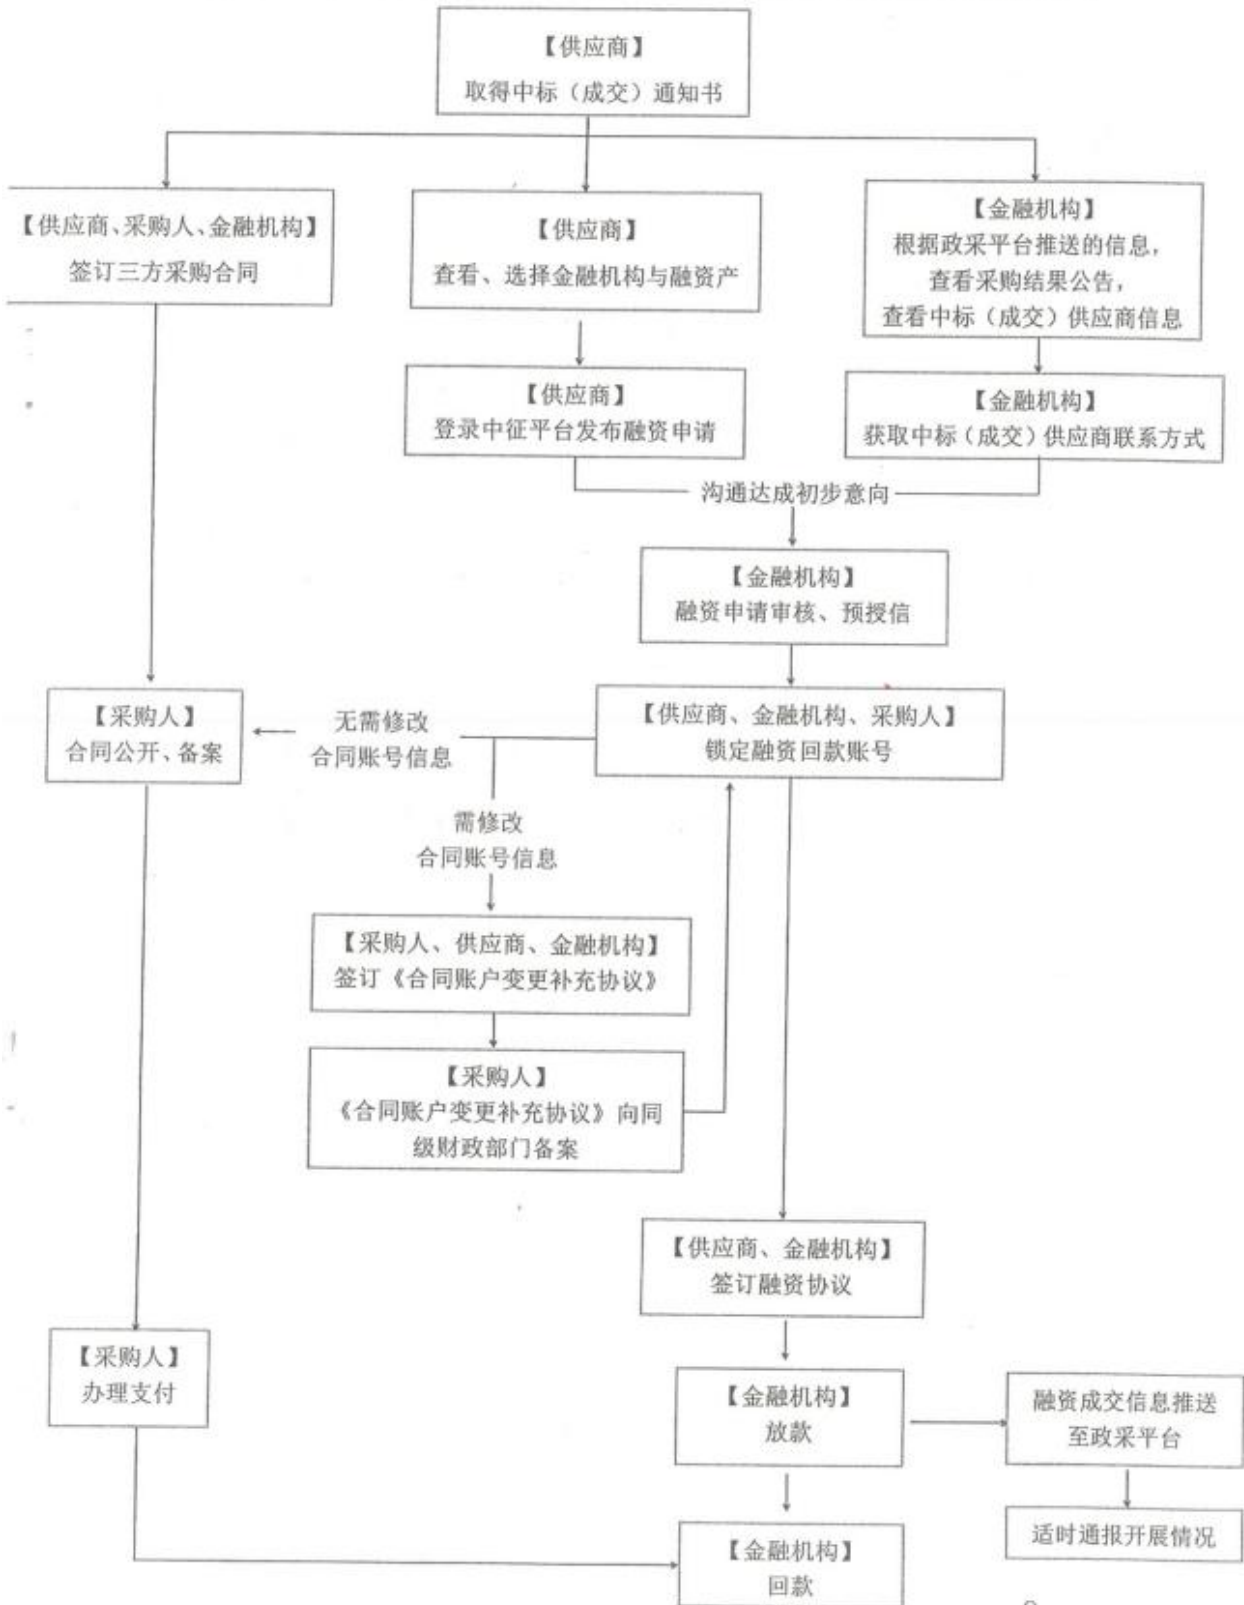 【供应商】
取得中标（成交）通知书
【供应商、采购人、金融机构】
签订三方采购合同
【供应商】
查看、选择金融机构与融资产
【金融机构】
根据政采平台推送的信息，
查看采购结果公告，
查看中标（成交）供应商信息
【供应商】
登录中征平台发布融资申请
【金融机构】
获取中标（成交）供应商联系方式
沟通达成初步意向
【金融机构】
融资申请审核、预授信
【采购人】
合同公开、备案
无需修改
合同账号信息
【供应商、金融机构、采购人】
锁定融资回款账号
需修改
合同账号信息
【采购人、供应商、金融机构】
签订《合同账户变更补充协议》
【采购人】
《合同账户变更补充协议》向同
级财政部门备案
【供应商、金融机构】
签订融资协议
【采购人】
办理支付
【金融机构】
放款
融资成交信息推送
至政采平台
【金融机构】
回款
适时通报开展情况